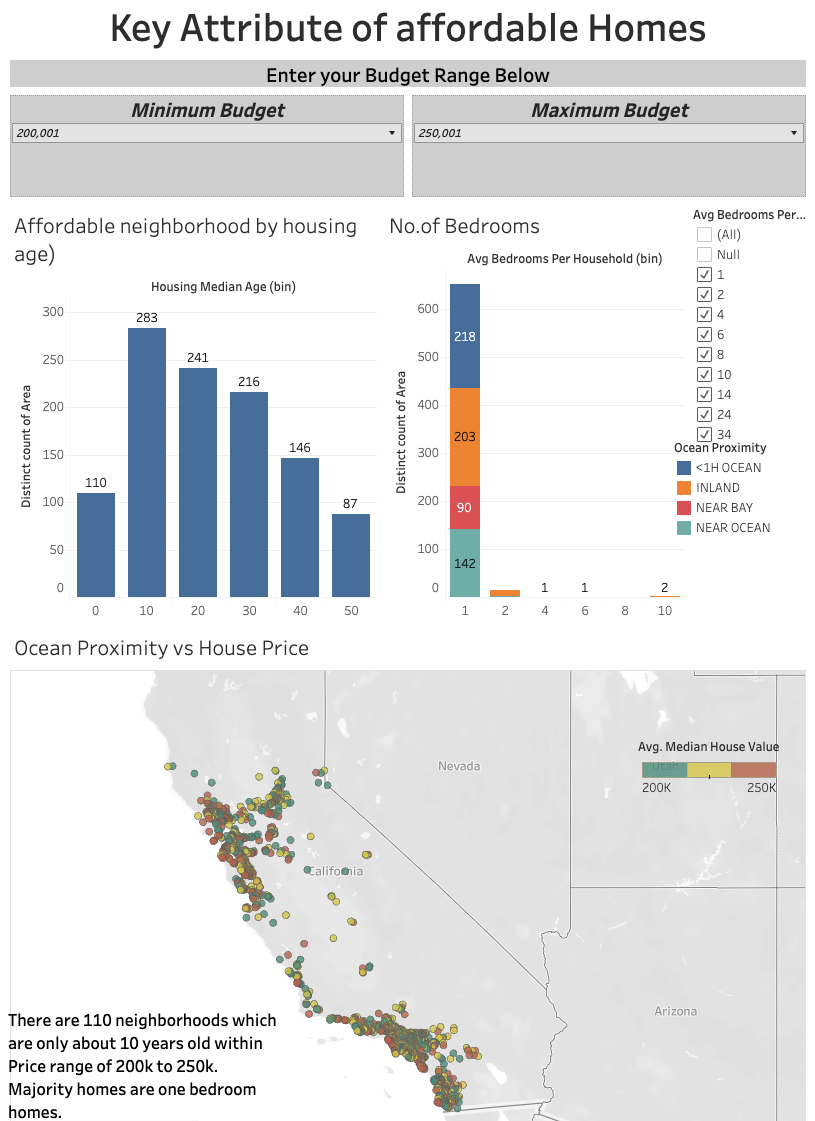 Key Attribute of affordable Homes
Enter your Budget Range Below
Minimum Budget
200,001
Maximum Budget
250,001
Affordable neighborhood by housing
age)
Housing Median Age (bin)
Distinct count of Area
300
250
200
150
100
50
0
110
283
241
216
146
87
0
10
20
30
40
50
No.of Bedrooms
Avg Bedrooms Per Household (bin)
Distinct count of Area
600
500
400
300
200
100
0
218
203
90
142
1
1
2
1
2
4
6
8
10
Avg Bedrooms Per...
(All)
Null
1
2
4
6
8
10
14
24
34
Ocean Proximity
<1H OCEAN
INLAND
NEAR BAY
NEAR OCEAN
Ocean Proximity vs House Price
Nevada
Avg. Median House Value
Utah
200K
250K
California
Arizona
There are 110 neighborhoods which
are only about 10 years old within
Price range of 200k to 250k.
Majority homes are one bedroom
homes.